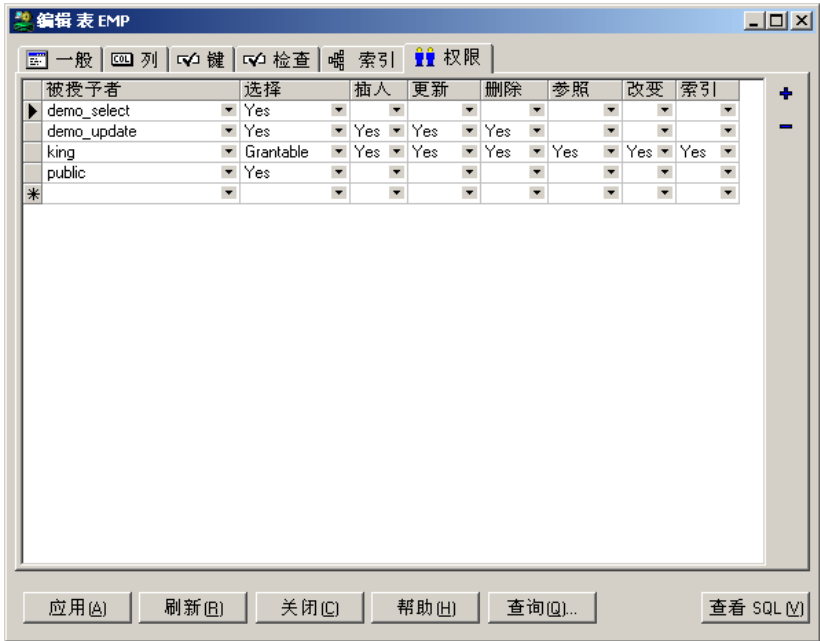 编辑 表 EMP
一般 COL 列 键 检查 索引 权限
被授予者 选择 插入 更新 删除 参照 改变 索引
demo_select Yes
demo_update Yes Yes Yes Yes
king Grantable Yes Yes Yes Yes Yes Yes
public Yes
应用(A) 刷新(R) 关闭(C) 帮助(H) 查询(Q)... 查看 SQL(V)